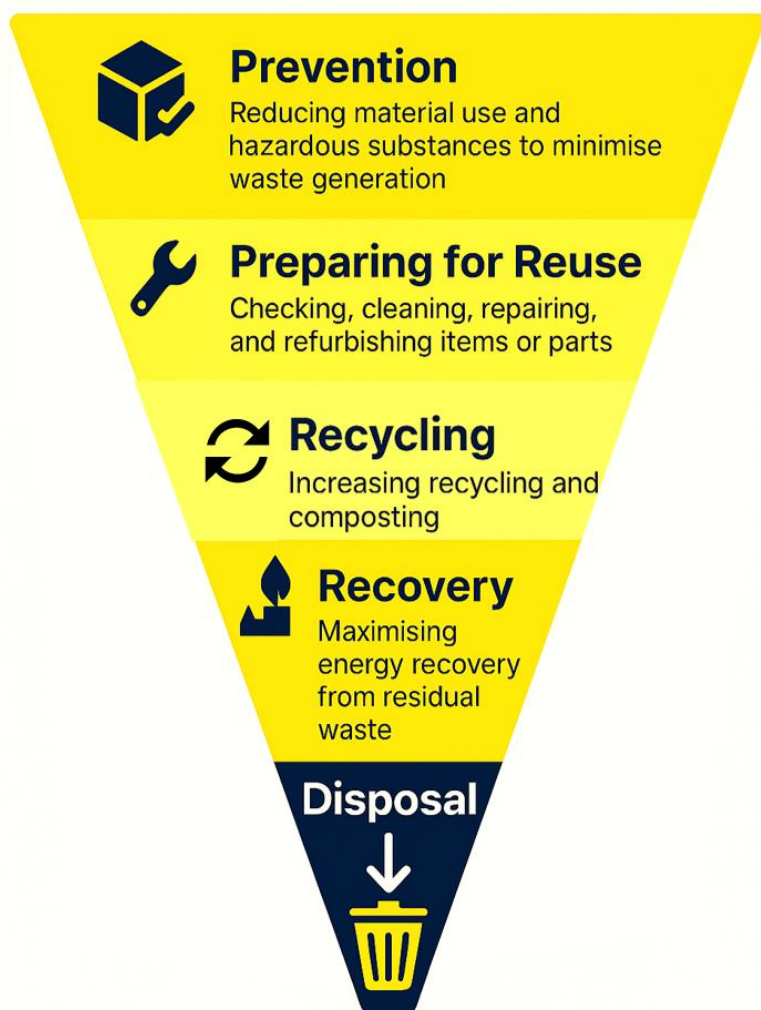 Prevention
Reducing material use and
hazardous substances to minimise
waste generation
Preparing for Reuse
Checking, cleaning, repairing,
and refurbishing items or parts
Recycling
Increasing recycling and
composting
Recovery
Maximising
energy recovery
from residual
waste
Disposal